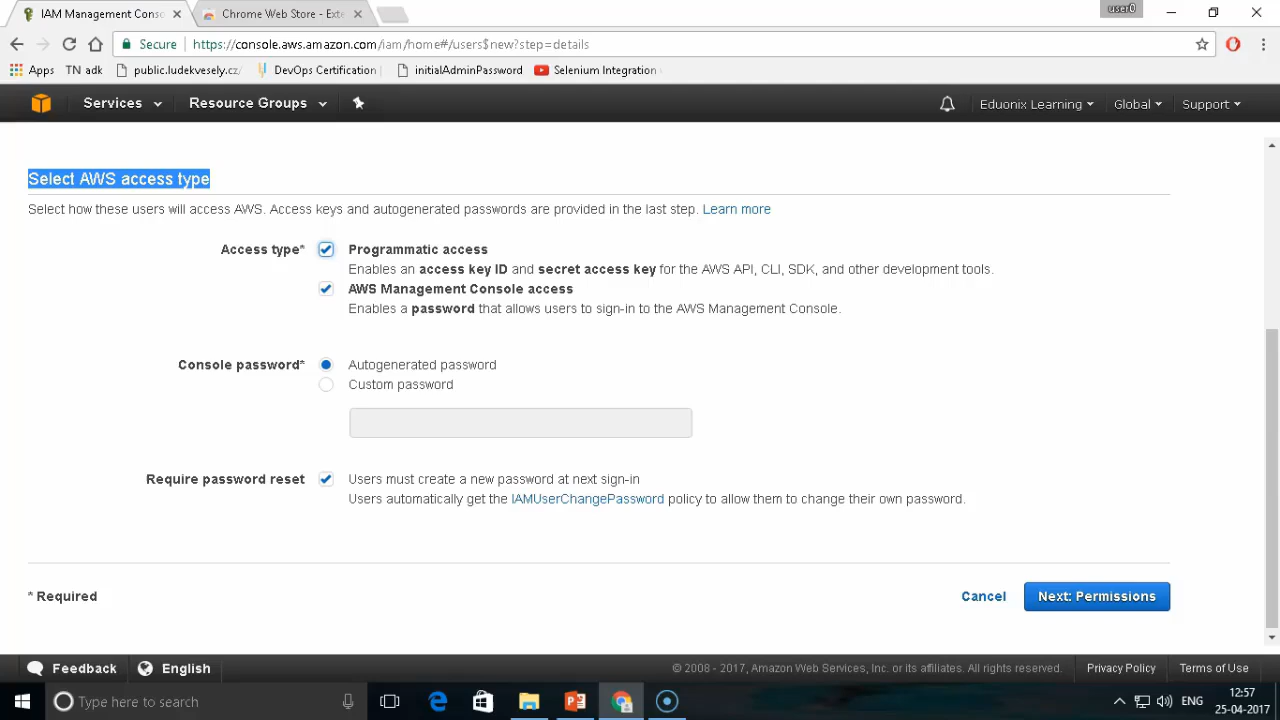 IAM Management Conso
Chrome Web Store - Exte
user0
Secure
https://console.aws.amazon.com/iam/home#/users$new?step=details
Apps
TN adk
public.ludekvesely.cz/
DevOps Certification
initialAdminPassword
Selenium Integration
Services
Resource Groups
Eduonix Learning
Global
Support
Select AWS access type
Select how these users will access AWS. Access keys and autogenerated passwords are provided in the last step. Learn more
Access type*
Programmatic access
Enables an access key ID and secret access key for the AWS API, CLI, SDK, and other development tools.
AWS Management Console access
Enables a password that allows users to sign-in to the AWS Management Console.
Console password*
Autogenerated password
Custom password
Require password reset
Users must create a new password at next sign-in
Users automatically get the IAMUserChangePassword policy to allow them to change their own password.
* Required
Cancel
Next: Permissions
Feedback
English
© 2008 - 2017, Amazon Web Services, Inc. or its affiliates. All rights reserved.
Privacy Policy
Terms of Use
Type here to search
ENG
12:57
25-04-2017